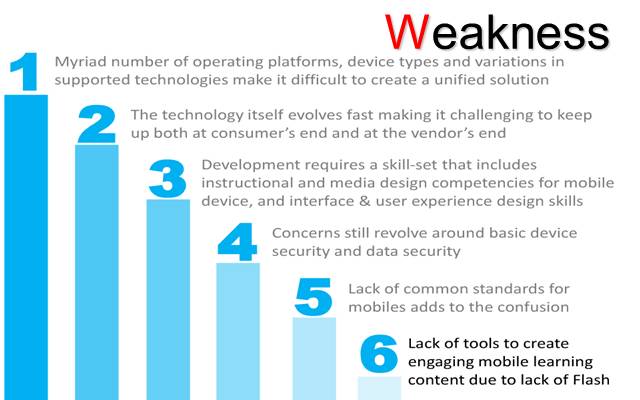 Weakness
1
Myriad number of operating platforms, device types and variations in
supported technologies make it difficult to create a unified solution
2
The technology itself evolves fast making it challenging to keep
up both at consumer's end and at the vendor's end
3
Development requires a skill-set that includes
instructional and media design competencies for mobile
device, and interface & user experience design skills
4
Concerns still revolve around basic device
security and data security
5
Lack of common standards for
mobiles adds to the confusion
6
Lack of tools to create
engaging mobile learning
content due to lack of Flash